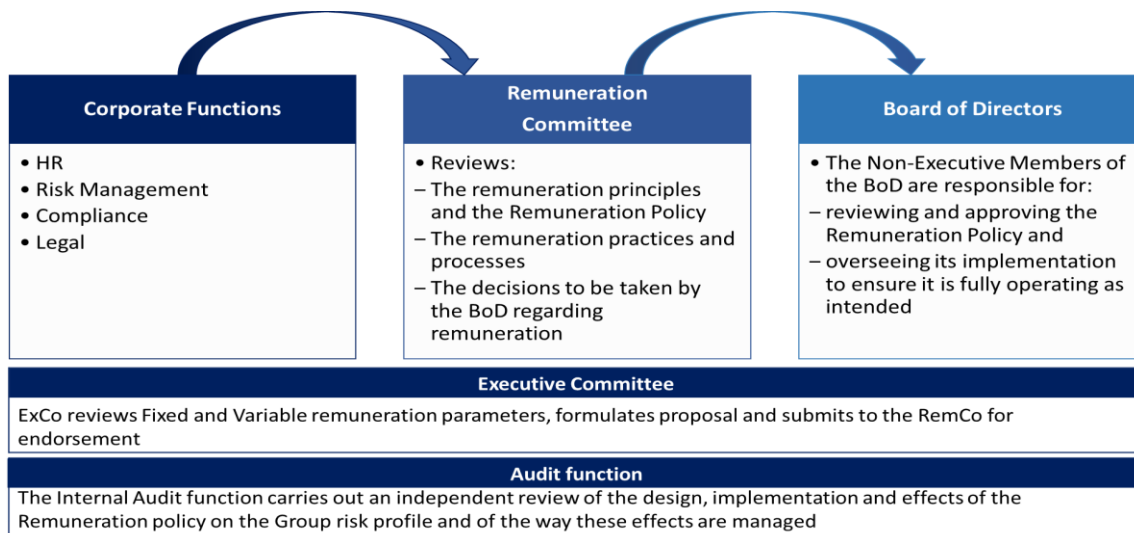 Corporate Functions
• HR
• Risk Management
• Compliance
• Legal
Remuneration
Committee
• Reviews:
– The remuneration principles
and the Remuneration Policy
– The remuneration practices and
processes
– The decisions to be taken by
the BoD regarding
remuneration
Board of Directors
• The Non-Executive Members of
the BoD are responsible for:
– reviewing and approving the
Remuneration Policy and
– overseeing its implementation
to ensure it is fully operating as
intended
Executive Committee
ExCo reviews Fixed and Variable remuneration parameters, formulates proposal and submits to the RemCo for
endorsement
Audit function
The Internal Audit function carries out an independent review of the design, implementation and effects of the
Remuneration policy on the Group risk profile and of the way these effects are managed